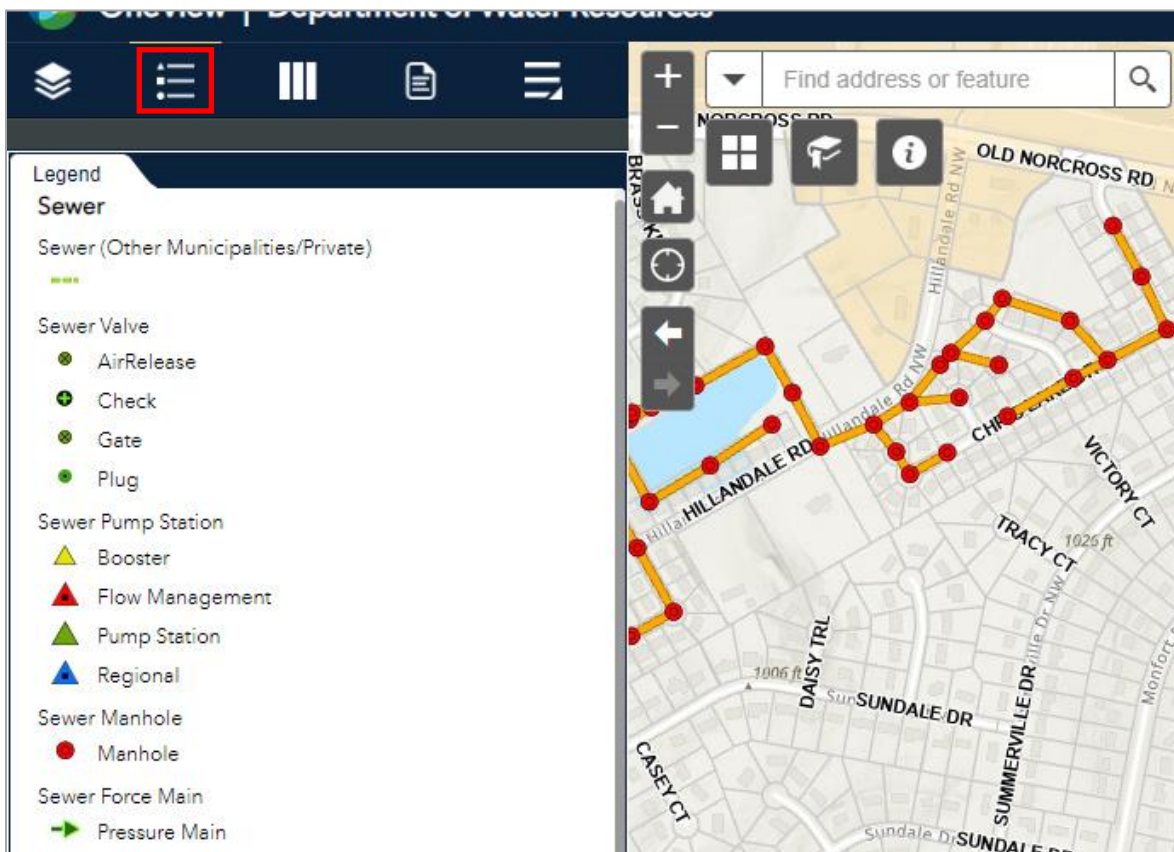 OneView | Department of Water Resources
Find address or feature
Legend
Sewer
Sewer (Other Municipalities/Private)
Sewer Valve
AirRelease
Check
Gate
Plug
Sewer Pump Station
Booster
Flow Management
Pump Station
Regional
Sewer Manhole
Manhole
Sewer Force Main
Pressure Main
NORCROSS RD
OLD NORCROSS RD
Hillandale Rd NW
Hillandale Rd NW
HILLANDALE RD
VICTORY CT
TRACY CT
1026 ft
DAISY TRL
1006 ft
SUNDALE DR
SUMMERVILLE DR
CASEY CT
Sundale Dr
SUNDALE DR